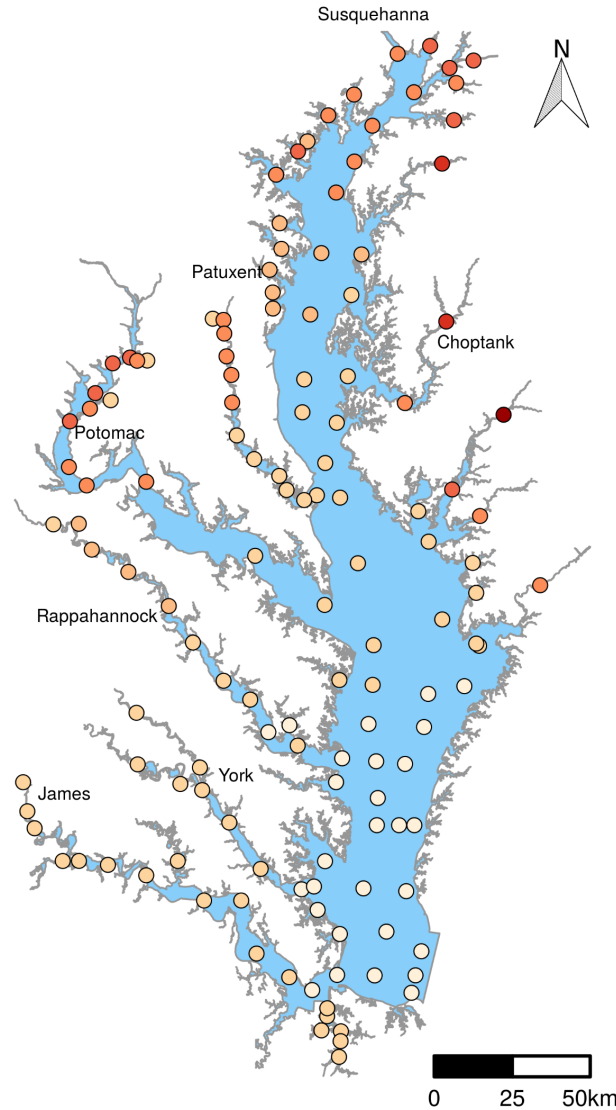 Susquehanna
N
Patuxent
Choptank
Potomac
Rappahannock
York
James
0 25 50km